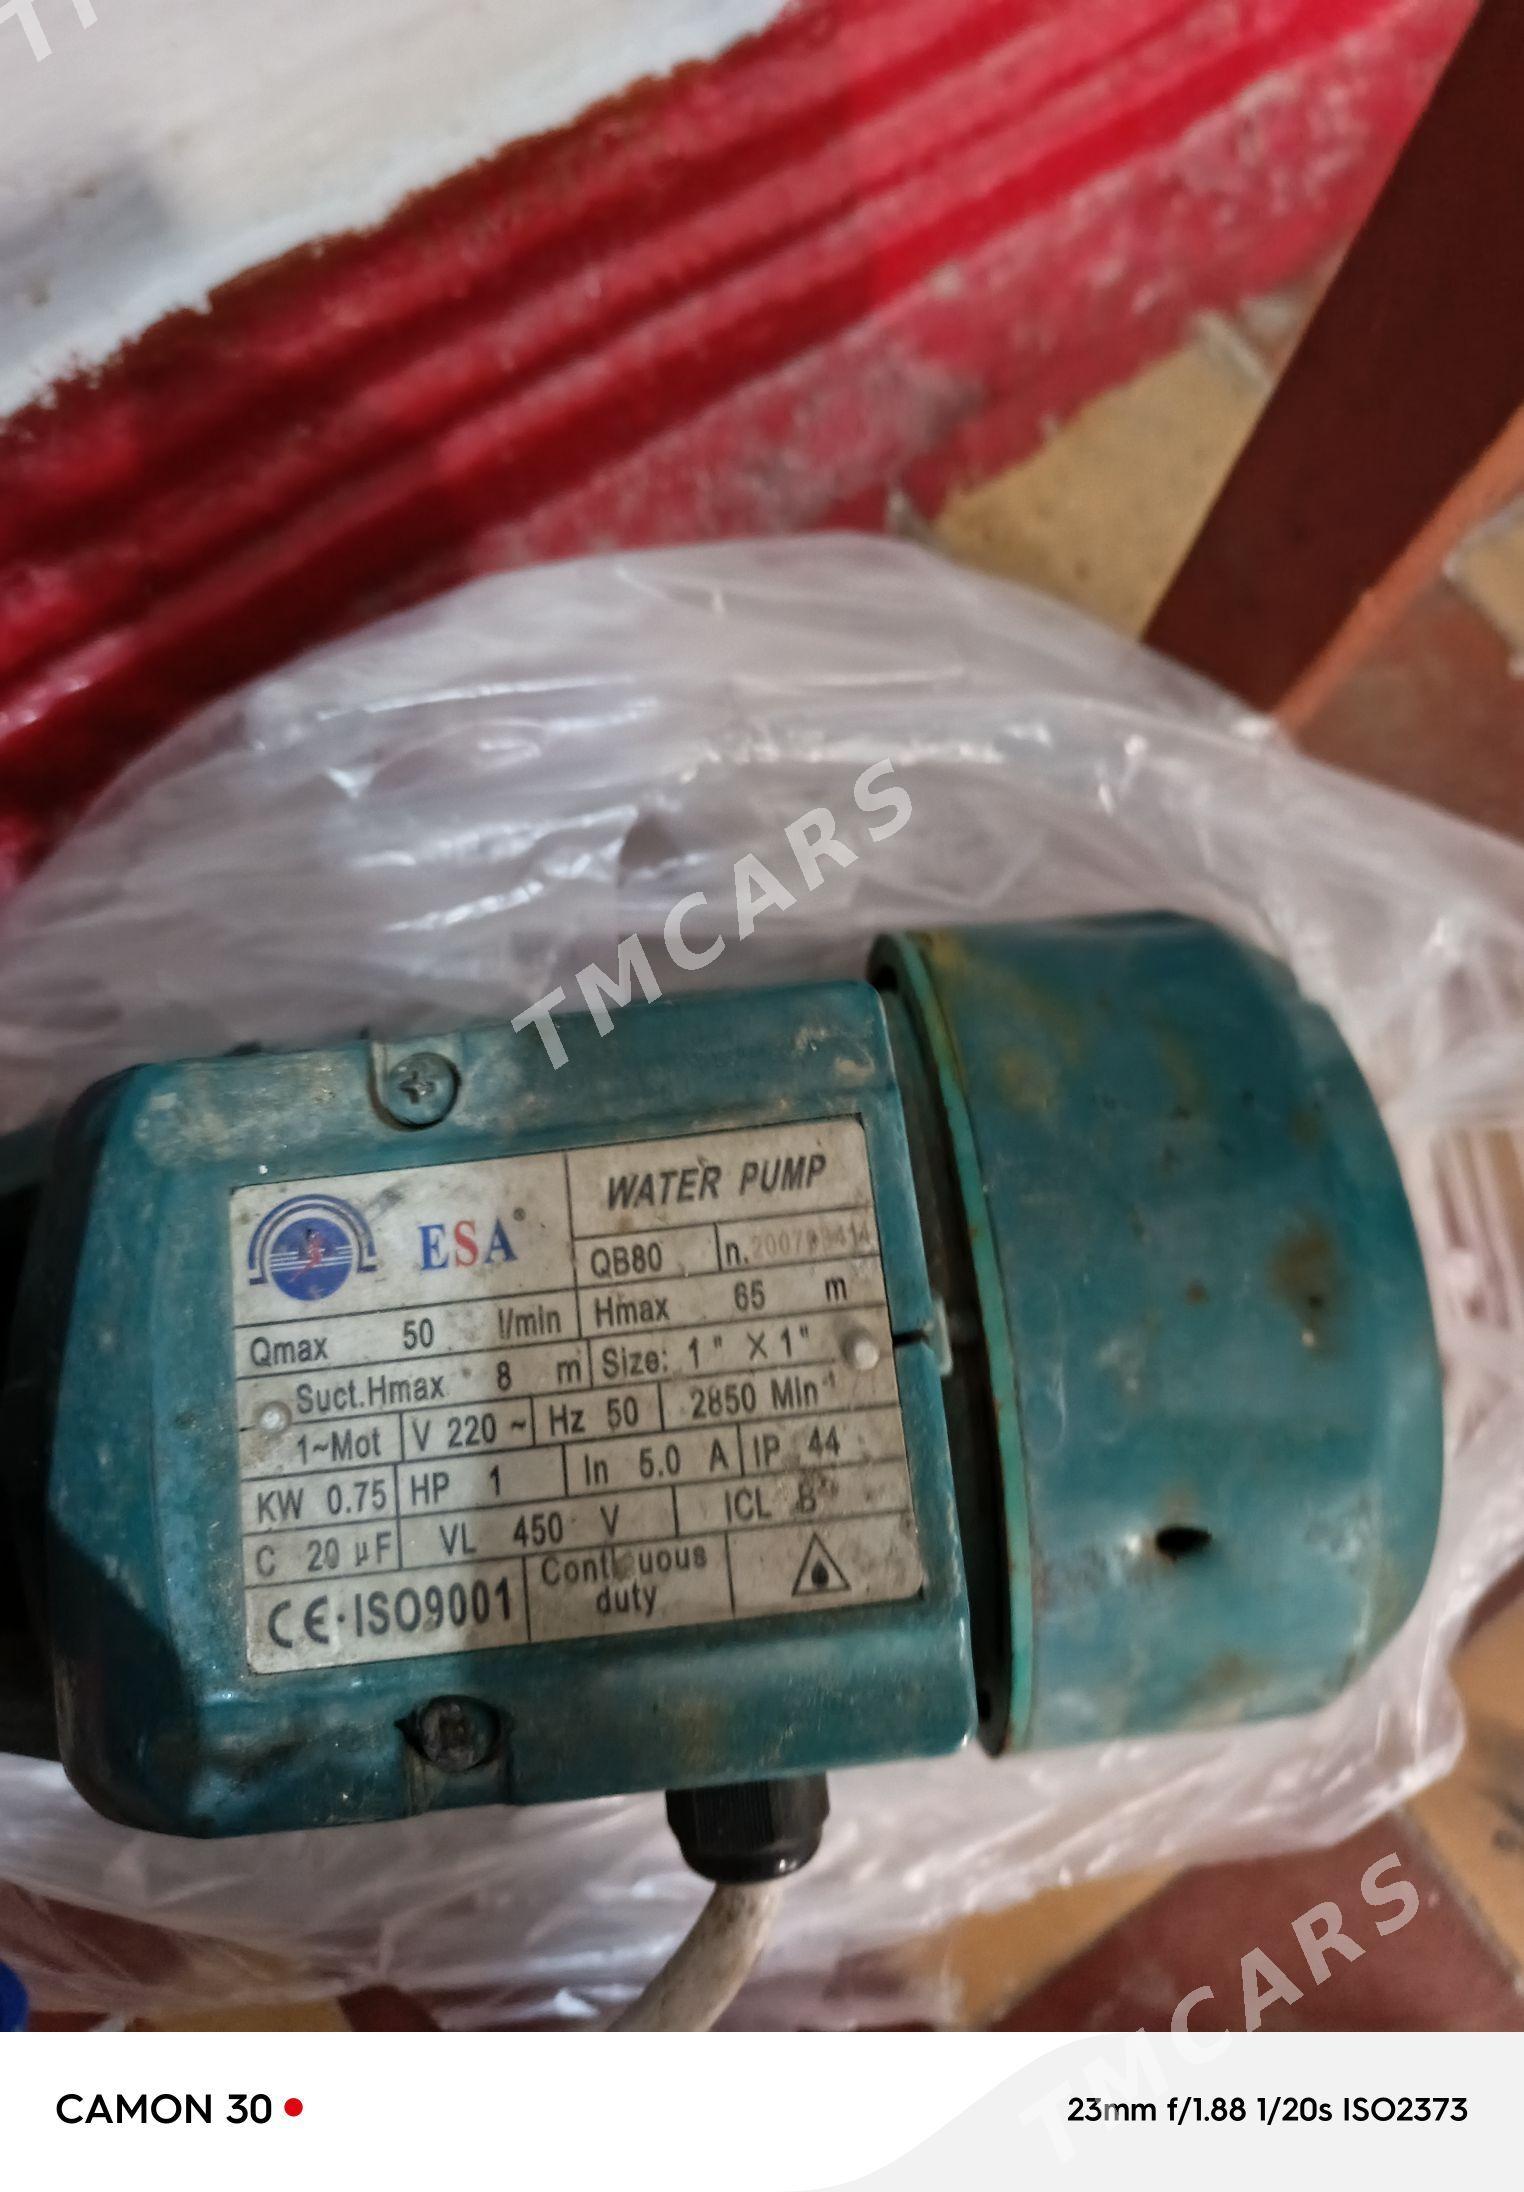 TMCARS
ESA®
WATER PUMP
QB80 n.
Qmax 50 l/min Hmax 65 m
Suct.Hmax 8 m Size: 1" X 1"
1~Mot V 220 ~ Hz 50 2850 Min⁻¹
KW 0.75 HP 1 In 5.0 A IP 44
C 20 µF VL 450 V ICL B
CE·ISO9001 Continuous
duty
TMCARS
CAMON 30
23mm f/1.88 1/20s ISO2373